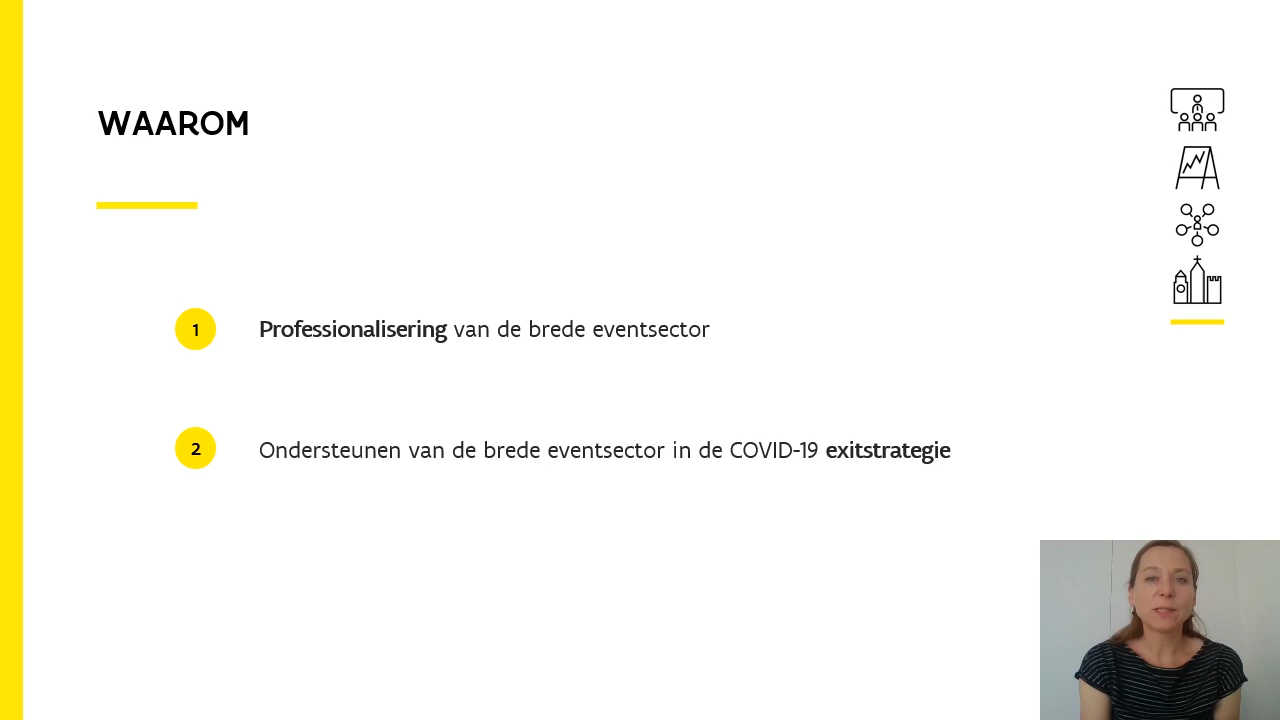 WAAROM
1 Professionalisering van de brede eventsector
2 Ondersteunen van de brede eventsector in de COVID-19 exitstrategie